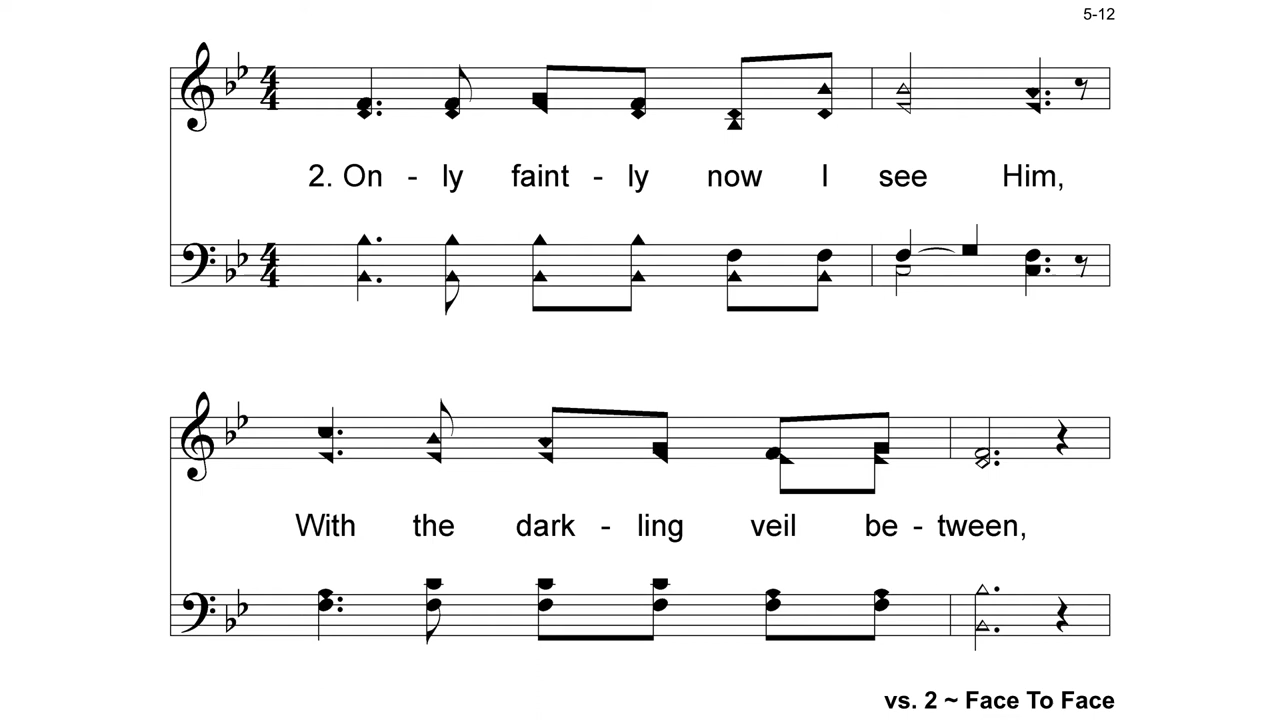 5-12
2. On - ly faint - ly now I see Him,
With the dark - ling veil be - tween,
vs. 2 ~ Face To Face